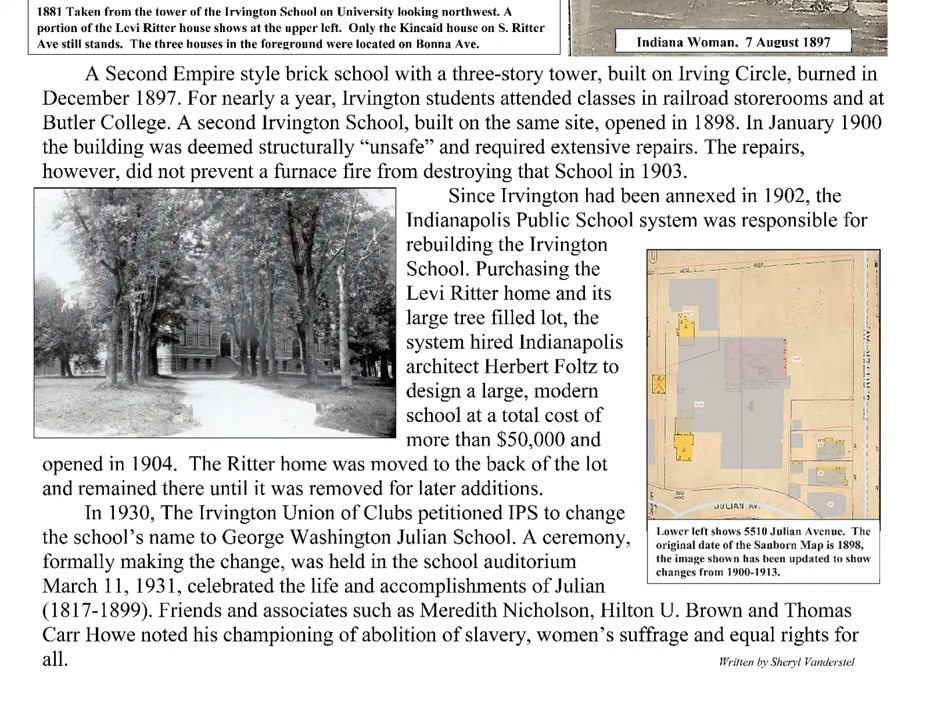 1881 Taken from the tower of the Irvington School on University looking northwest. A
portion of the Levi Ritter house shows at the upper left. Only the Kincaid house on S. Ritter
Ave still stands. The three houses in the foreground were located on Bonna Ave.
Indiana Woman, 7 August 1897
A Second Empire style brick school with a three-story tower, built on Irving Circle, burned in
December 1897. For nearly a year, Irvington students attended classes in railroad storerooms and at
Butler College. A second Irvington School, built on the same site, opened in 1898. In January 1900
the building was deemed structurally “unsafe” and required extensive repairs. The repairs,
however, did not prevent a furnace fire from destroying that School in 1903.
Since Irvington had been annexed in 1902, the
Indianapolis Public School system was responsible for
rebuilding the Irvington
School. Purchasing the
Levi Ritter home and its
large tree filled lot, the
system hired Indianapolis
architect Herbert Foltz to
design a large, modern
school at a total cost of
more than $50,000 and
opened in 1904. The Ritter home was moved to the back of the lot
and remained there until it was removed for later additions.
In 1930, The Irvington Union of Clubs petitioned IPS to change
the school’s name to George Washington Julian School. A ceremony,
formally making the change, was held in the school auditorium
March 11, 1931, celebrated the life and accomplishments of Julian
(1817-1899). Friends and associates such as Meredith Nicholson, Hilton U. Brown and Thomas
Carr Howe noted his championing of abolition of slavery, women’s suffrage and equal rights for
all.
S. RITTER AV.
4
JULIAN AV.
Lower left shows 5510 Julian Avenue. The
original date of the Sanborn Map is 1898,
the image shown has been updated to show
changes from 1900-1913.
Written by Sheryl Vanderstel